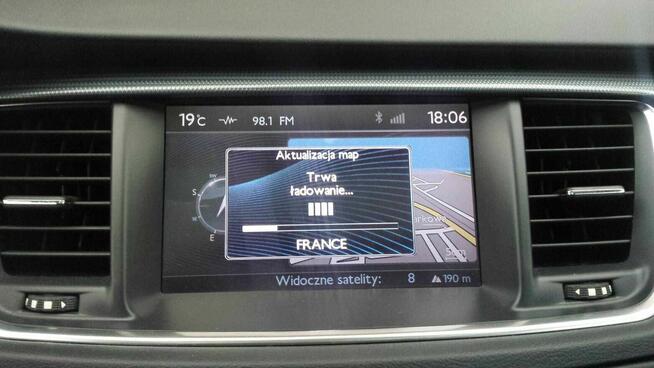 19°C 98.1 FM 18:06
Aktualizacja map
Trwa
ładowanie...
FRANCE
S
E
Widoczne satelity: 8 190 m